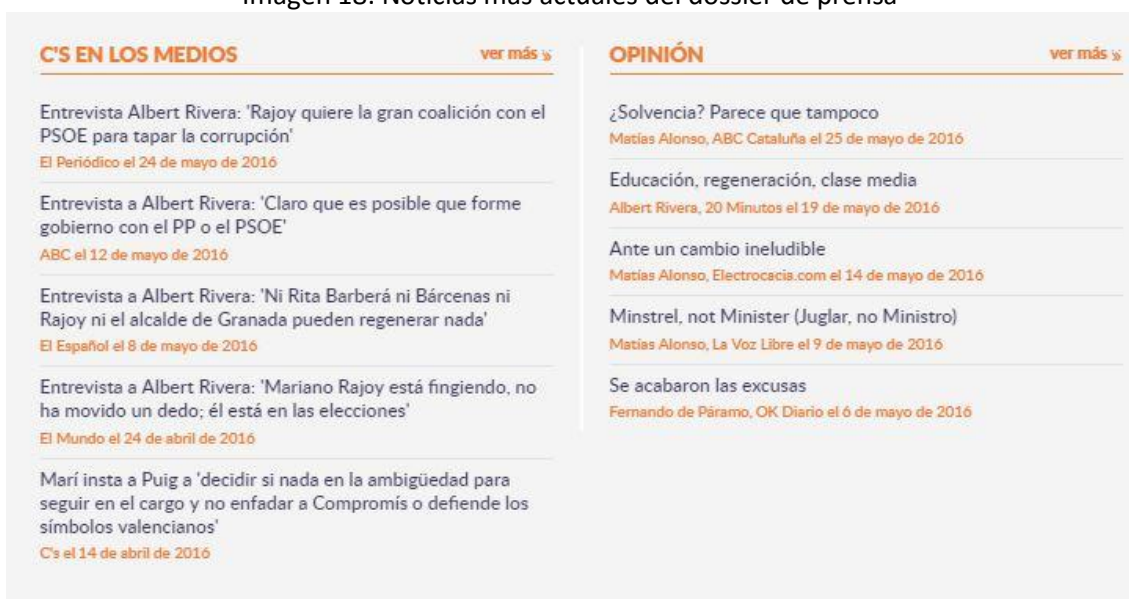 Imagen 18. Noticias más actuales del dossier de prensa
C'S EN LOS MEDIOS
ver más
Entrevista Albert Rivera: 'Rajoy quiere la gran coalición con el
PSOE para tapar la corrupción'
El Periódico el 24 de mayo de 2016
Entrevista a Albert Rivera: 'Claro que es posible que forme
gobierno con el PP o el PSOE'
ABC el 12 de mayo de 2016
Entrevista a Albert Rivera: 'Ni Rita Barberá ni Bárcenas ni
Rajoy ni el alcalde de Granada pueden regenerar nada'
El Español el 8 de mayo de 2016
Entrevista a Albert Rivera: 'Mariano Rajoy está fingiendo, no
ha movido un dedo; él está en las elecciones'
El Mundo el 24 de abril de 2016
Marí insta a Puig a 'decidir si nada en la ambigüedad para
seguir en el cargo y no enfadar a Compromís o defiende los
símbolos valencianos'
C's el 14 de abril de 2016
OPINIÓN
ver más
¿Solvencia? Parece que tampoco
Matías Alonso, ABC Cataluña el 25 de mayo de 2016
Educación, regeneración, clase media
Albert Rivera, 20 Minutos el 19 de mayo de 2016
Ante un cambio ineludible
Matías Alonso, Electrocacia.com el 14 de mayo de 2016
Minstrel, not Minister (Juglar, no Ministro)
Matías Alonso, La Voz Libre el 9 de mayo de 2016
Se acabaron las excusas
Fernando de Páramo, OK Diario el 6 de mayo de 2016